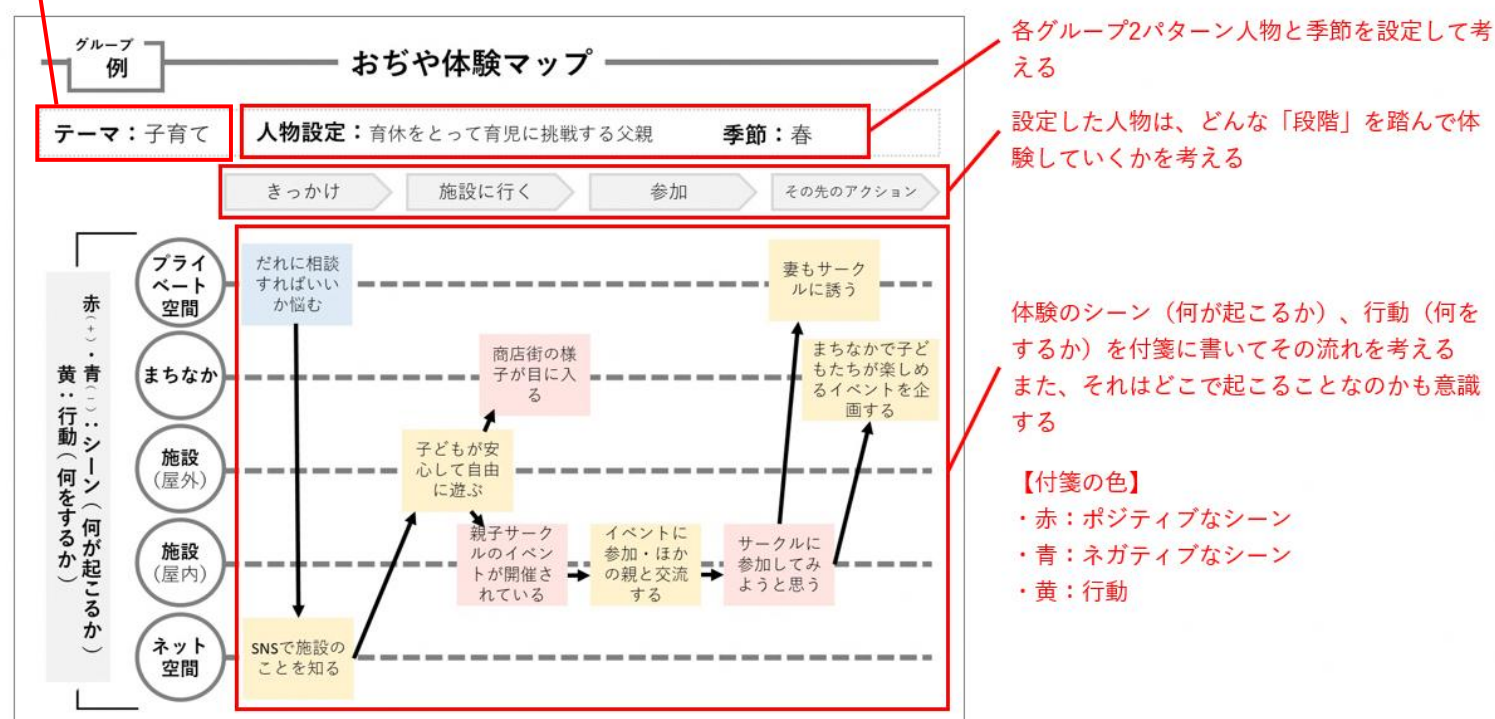 グループ
例
おぢや体験マップ
テーマ：子育て
人物設定：育休をとって育児に挑戦する父親
季節：春
きっかけ
施設に行く
参加
その先のアクション
赤（+）・青（-）：シーン（何が起こるか）
黄：行動（何をするか）
プライ
ベート
空間
まちなか
施設
（屋外）
施設
（屋内）
ネット
空間
だれに相談
すればいい
か悩む
SNSで施設の
ことを知る
子どもが安
心して自由
に遊ぶ
商店街の様
子が目に入
る
親子サーク
ルのイベン
トが開催さ
れている
イベントに
参加・ほか
の親と交流
する
サークルに
参加してみ
ようと思う
妻もサーク
ルに誘う
まちなかで子ど
もたちが楽しめ
るイベントを企
画する
各グループ2パターン人物と季節を設定して考
える
設定した人物は、どんな「段階」を踏んで体
験していくかを考える
体験のシーン（何が起こるか）、行動（何を
するか）を付箋に書いてその流れを考える
また、それはどこで起こることなのかも意識
する
【付箋の色】
・赤：ポジティブなシーン
・青：ネガティブなシーン
・黄：行動